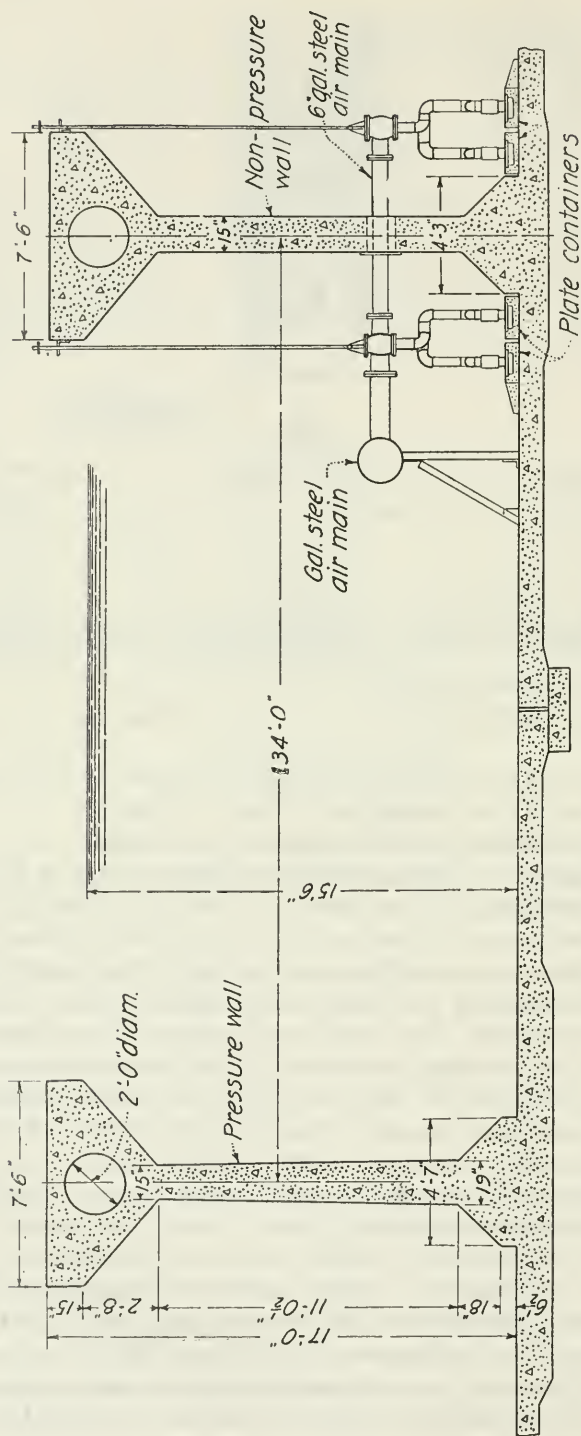 7'-6"
2'-0"diam.
15"
Pressure wall
4'-7"
19"
15"
2'-8"
11'-0½"
18"
6½"
17'-0"
15'6"
34'-0"
7'-6"
Non-pressure
wall
15"
6"gal. steel
air main
4'-3"
Gal. steel
air main
Plate containers